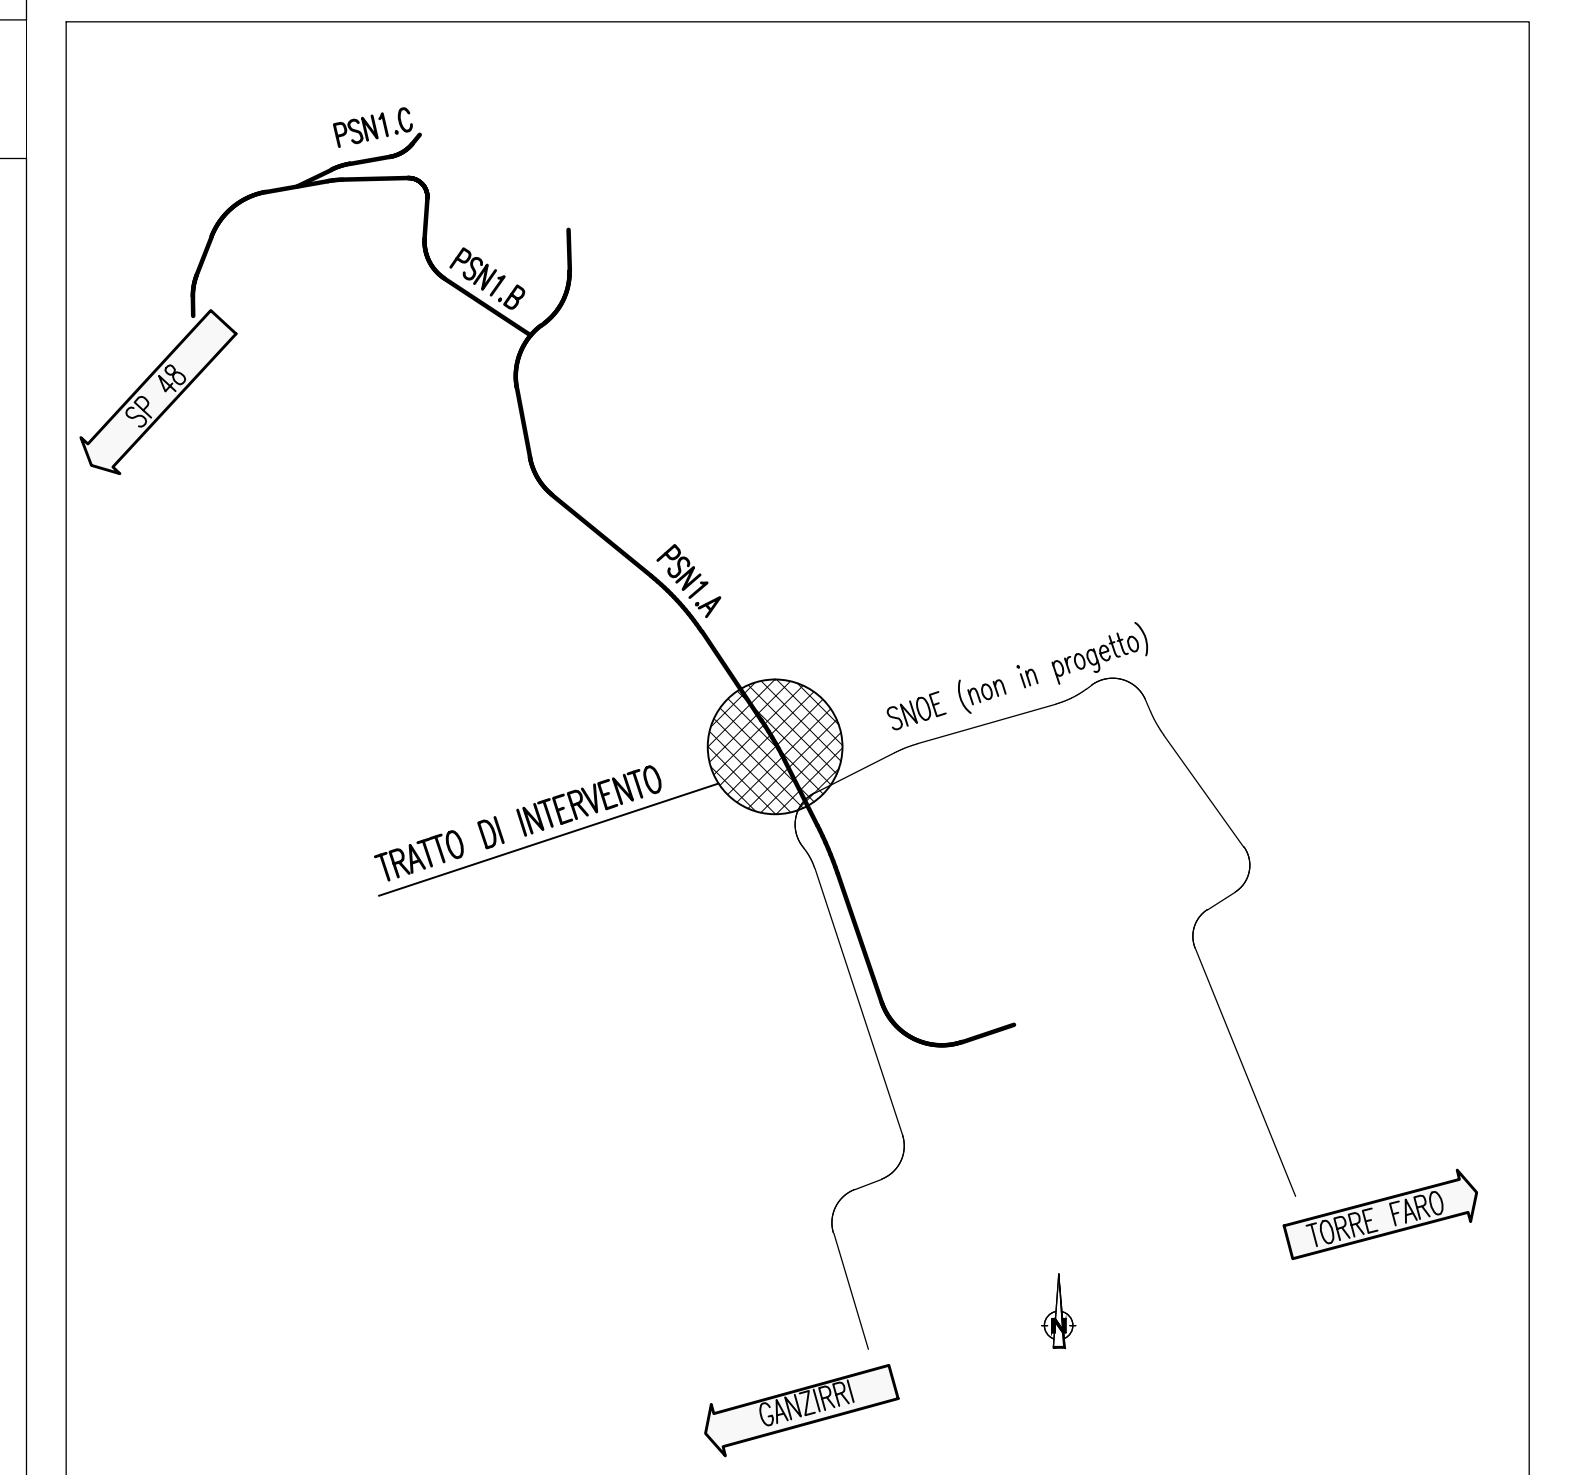 PSN1.C
PSN1.B
SP 48
PSN1.A
SNOE (non in progetto)
TRATTO DI INTERVENTO
TORRE FARO
N
GANZIRRI